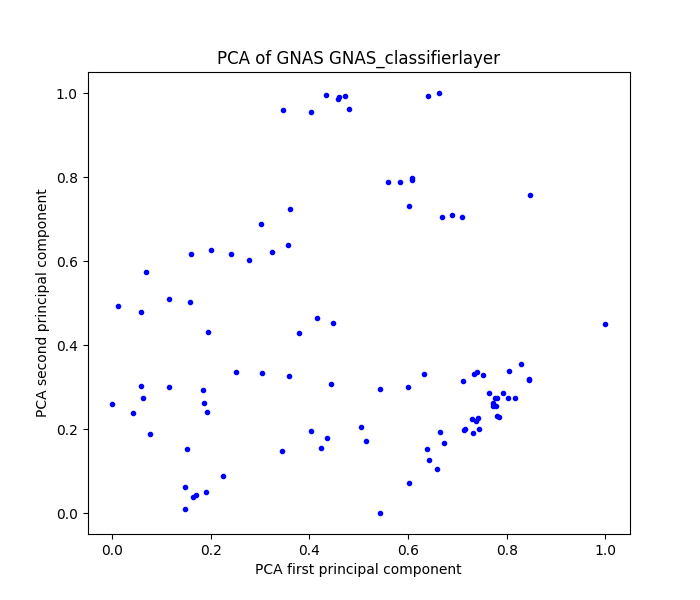 PCA of GNAS GNAS_classifierlayer
PCA second principal component
1.0
0.8
0.6
0.4
0.2
0.0
0.0 0.2 0.4 0.6 0.8 1.0
PCA first principal component